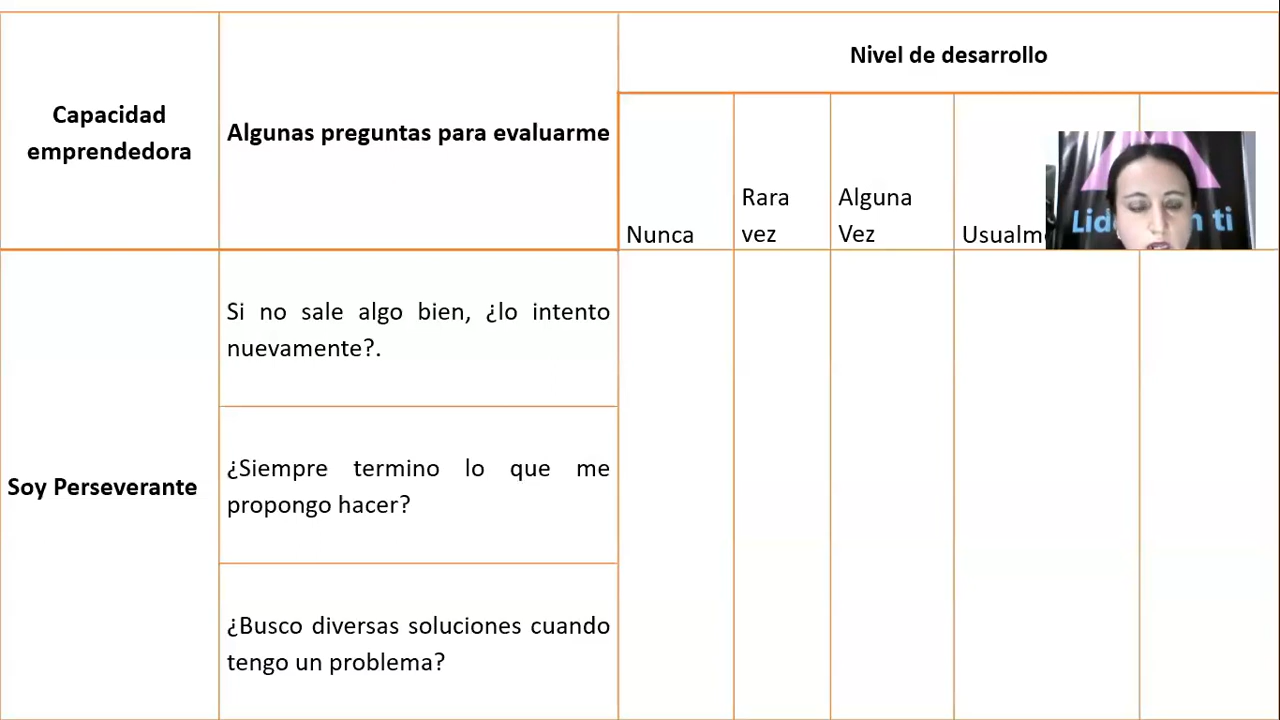 Nivel de desarrollo
Capacidad
emprendedora
Algunas preguntas para evaluarme
Nunca
Rara
vez
Alguna
Vez
ti
Si no sale algo bien, ¿lo intento
nuevamente?.
Soy Perseverante
¿Siempre termino lo que me
propongo hacer?
¿Busco diversas soluciones cuando
tengo un problema?